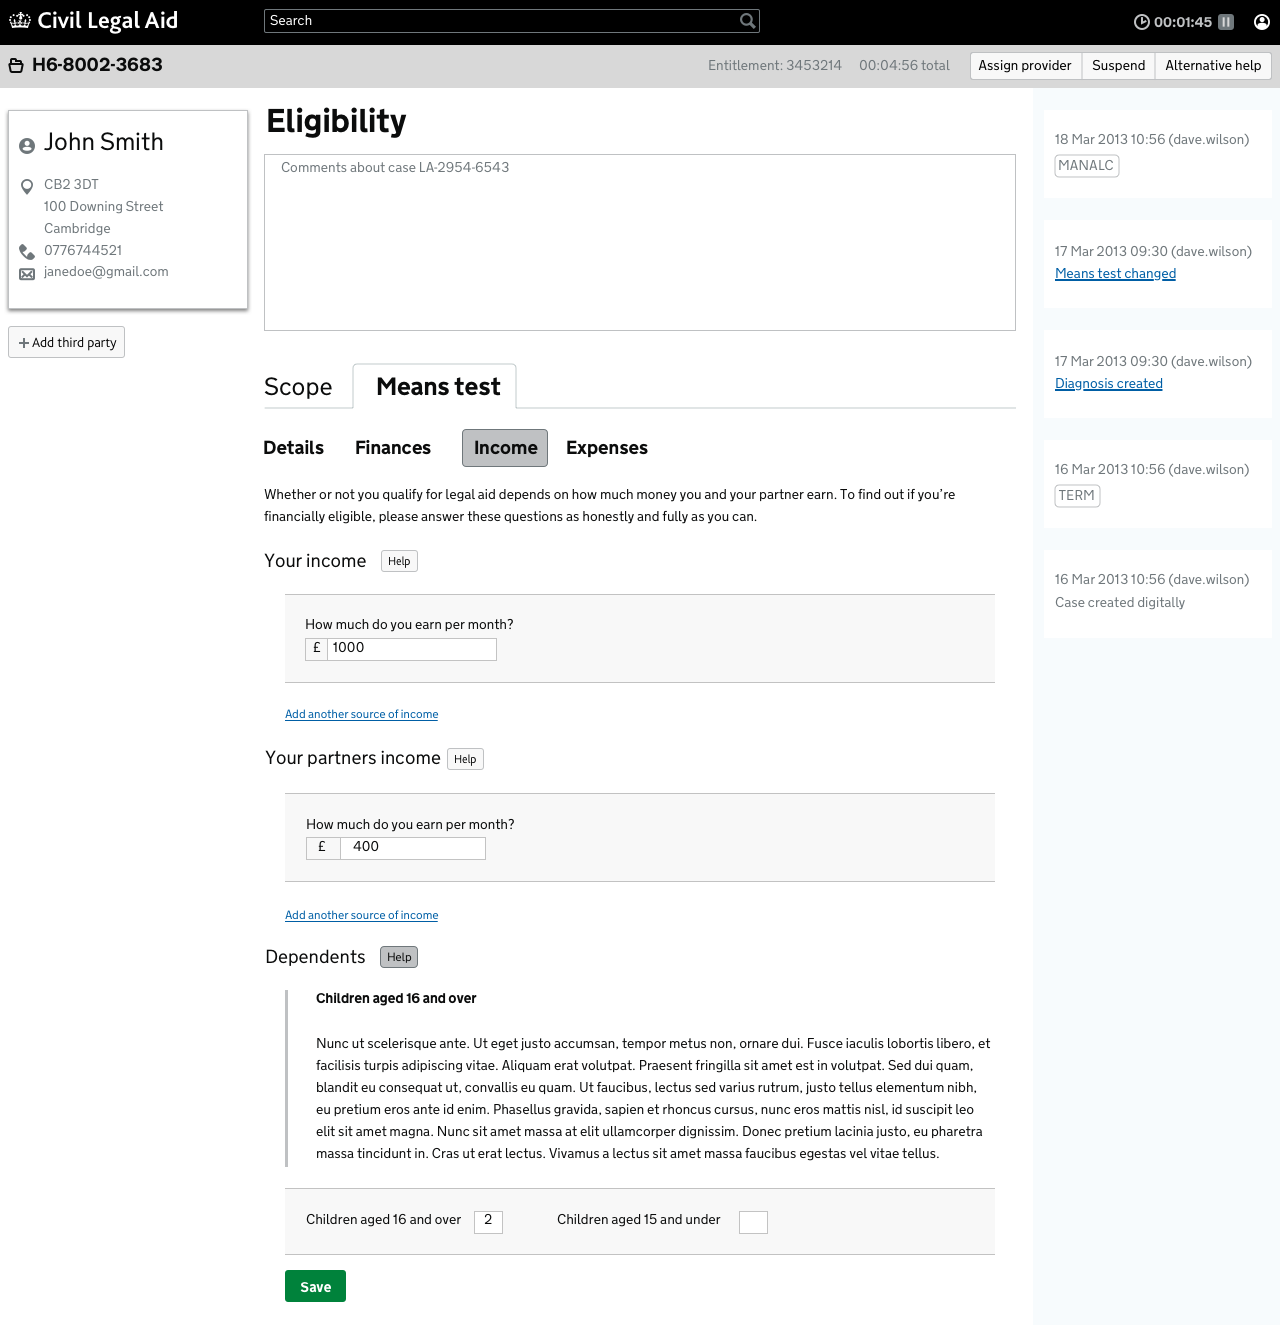 Civil Legal Aid
Search
00:01:45
H6-8002-3683
Entitlement: 3453214 00:04:56 total
Assign provider Suspend Alternative help
John Smith
CB2 3DT
100 Downing Street
Cambridge
0776744521
janedoe@gmail.com
+ Add third party
Eligibility
Comments about case LA-2954-6543
Scope Means test
Details Finances Income Expenses
Whether or not you qualify for legal aid depends on how much money you and your partner earn. To find out if you're
financially eligible, please answer these questions as honestly and fully as you can.
Your income Help
How much do you earn per month?
£ 1000
Add another source of income
Your partners income Help
How much do you earn per month?
£ 400
Add another source of income
Dependents Help
Children aged 16 and over
Nunc ut scelerisque ante. Ut eget justo accumsan, tempor metus non, ornare dui. Fusce iaculis lobortis libero, et
facilisis turpis adipiscing vitae. Aliquam erat volutpat. Praesent fringilla sit amet est in volutpat. Sed dui quam,
blandit eu consequat ut, convallis eu quam. Ut faucibus, lectus sed varius rutrum, justo tellus elementum nibh,
eu pretium eros ante id enim. Phasellus gravida, sapien et rhoncus cursus, nunc eros mattis nisl, id suscipit leo
elit sit amet magna. Nunc sit amet massa at elit ullamcorper dignissim. Donec pretium lacinia justo, eu pharetra
massa tincidunt in. Cras ut erat lectus. Vivamus a lectus sit amet massa faucibus egestas vel vitae tellus.
Children aged 16 and over 2 Children aged 15 and under
Save
18 Mar 2013 10:56 (dave.wilson)
MANALC
17 Mar 2013 09:30 (dave.wilson)
Means test changed
17 Mar 2013 09:30 (dave.wilson)
Diagnosis created
16 Mar 2013 10:56 (dave.wilson)
TERM
16 Mar 2013 10:56 (dave.wilson)
Case created digitally